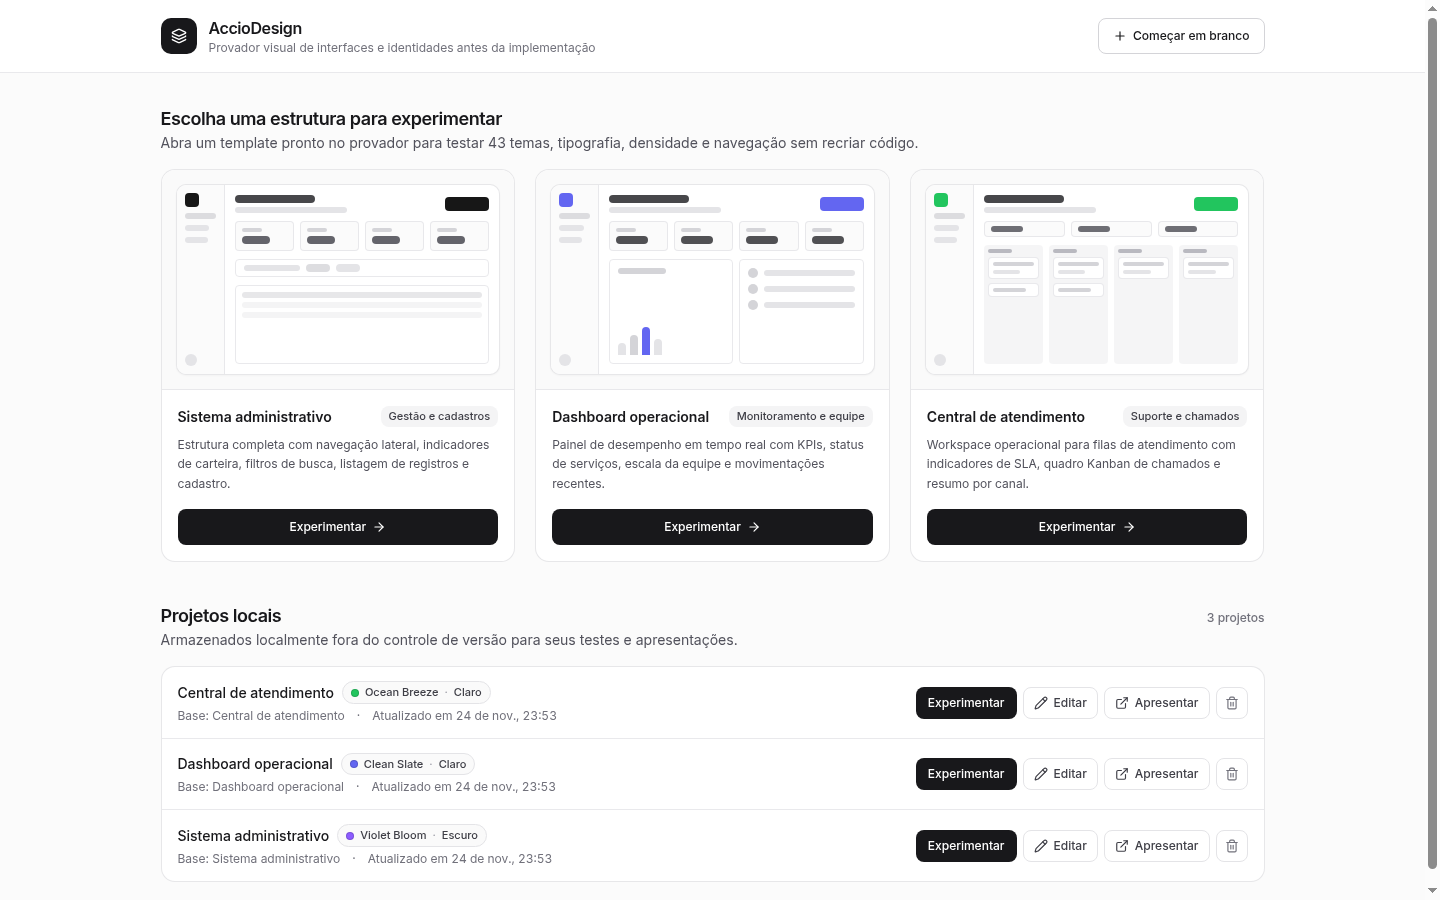 AccioDesign
Provador visual de interfaces e identidades antes da implementação
Começar em branco
Escolha uma estrutura para experimentar
Abra um template pronto no provador para testar 43 temas, tipografia, densidade e navegação sem recriar código.
Sistema administrativo
Gestão e cadastros
Estrutura completa com navegação lateral, indicadores
de carteira, filtros de busca, listagem de registros e
cadastro.
Experimentar
Dashboard operacional
Monitoramento e equipe
Painel de desempenho em tempo real com KPIs, status
de serviços, escala da equipe e movimentações
recentes.
Experimentar
Central de atendimento
Suporte e chamados
Workspace operacional para filas de atendimento com
indicadores de SLA, quadro Kanban de chamados e
resumo por canal.
Experimentar
Projetos locais
3 projetos
Armazenados localmente fora do controle de versão para seus testes e apresentações.
Central de atendimento Ocean Breeze · Claro
Base: Central de atendimento · Atualizado em 24 de nov., 23:53
Experimentar Editar Apresentar
Dashboard operacional Clean Slate · Claro
Base: Dashboard operacional · Atualizado em 24 de nov., 23:53
Experimentar Editar Apresentar
Sistema administrativo Violet Bloom · Escuro
Base: Sistema administrativo · Atualizado em 24 de nov., 23:53
Experimentar Editar Apresentar